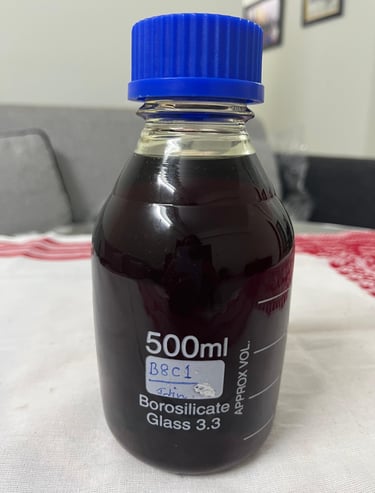 500ml
B8C1
Borosilicate
Glass 3.3
APPROX VOL.